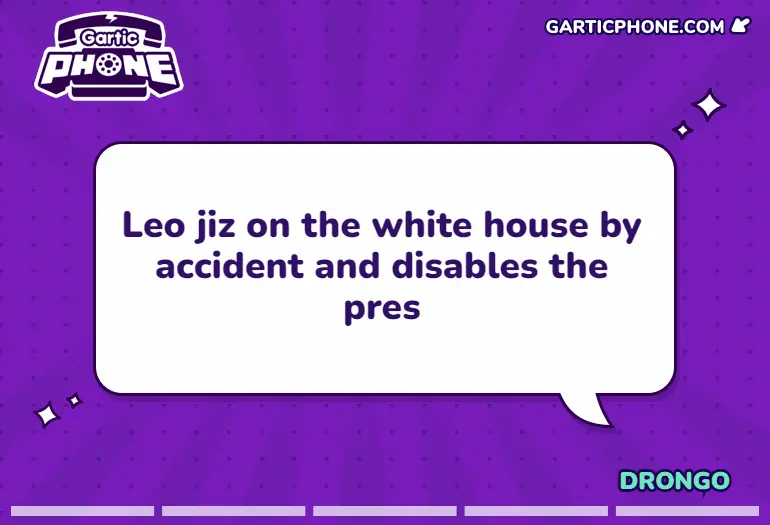 Gartic
PHONE
GARTICPHONE.COM
Leo jiz on the white house by
accident and disables the
pres
DRONGO